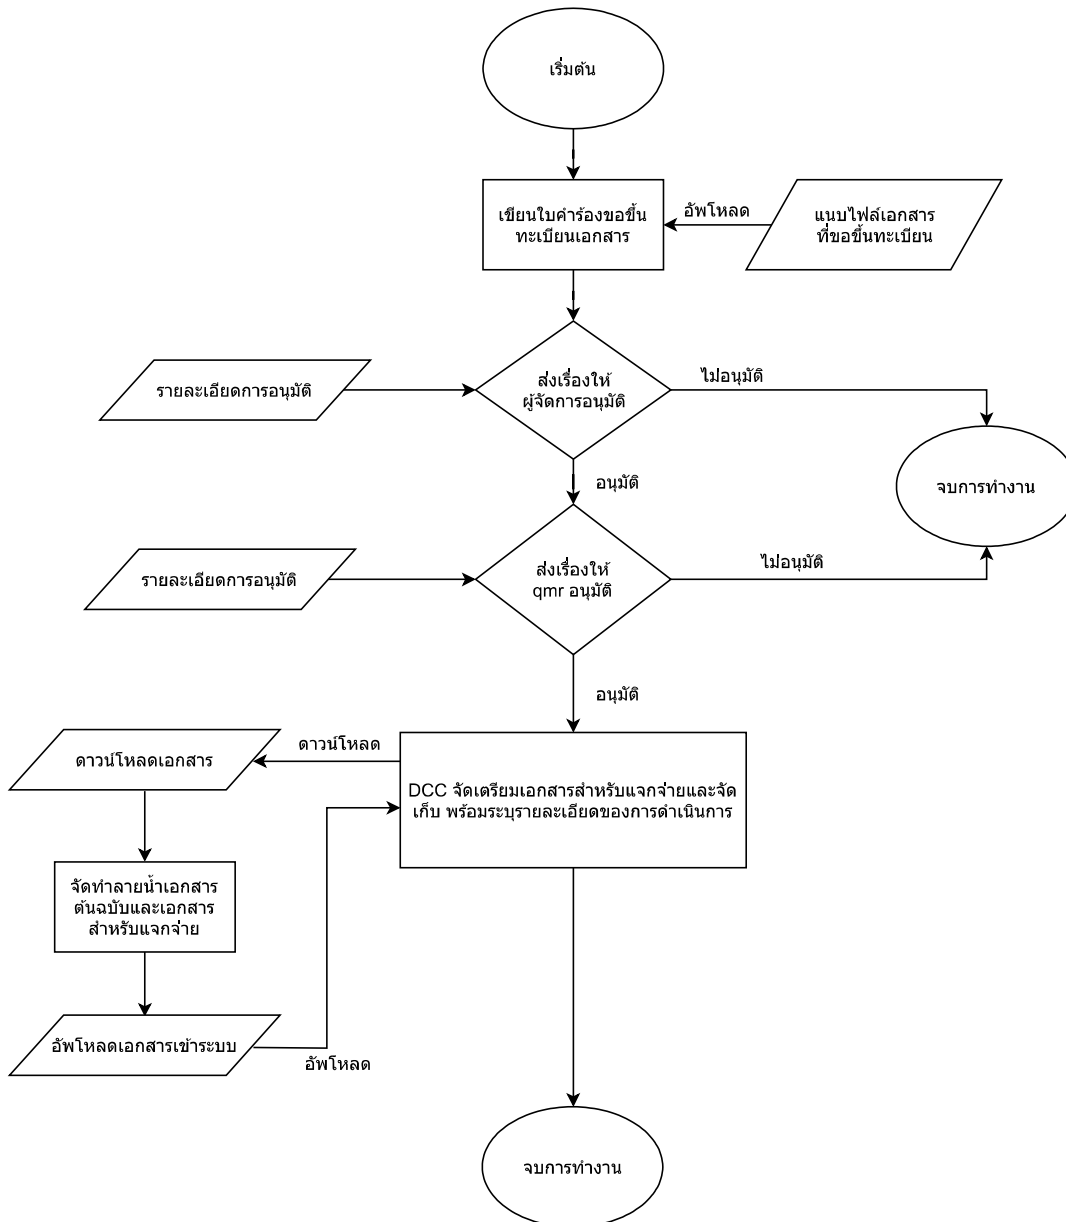 เริ่มต้น
เขียนใบคำร้องขอขึ้น
ทะเบียนเอกสาร
อัพโหลด
แนบไฟล์เอกสาร
ที่ขอขึ้นทะเบียน
รายละเอียดการอนุมัติ
ส่งเรื่องให้
ผู้จัดการอนุมัติ
ไม่อนุมัติ
อนุมัติ
จบการทำงาน
รายละเอียดการอนุมัติ
ส่งเรื่องให้
qmr อนุมัติ
ไม่อนุมัติ
อนุมัติ
ดาวน์โหลดเอกสาร
ดาวน์โหลด
DCC จัดเตรียมเอกสารสำหรับแจกจ่ายและจัด
เก็บ พร้อมระบุรายละเอียดของการดำเนินการ
จัดทำลายน้ำเอกสาร
ต้นฉบับและเอกสาร
สำหรับแจกจ่าย
อัพโหลดเอกสารเข้าระบบ
อัพโหลด
จบการทำงาน